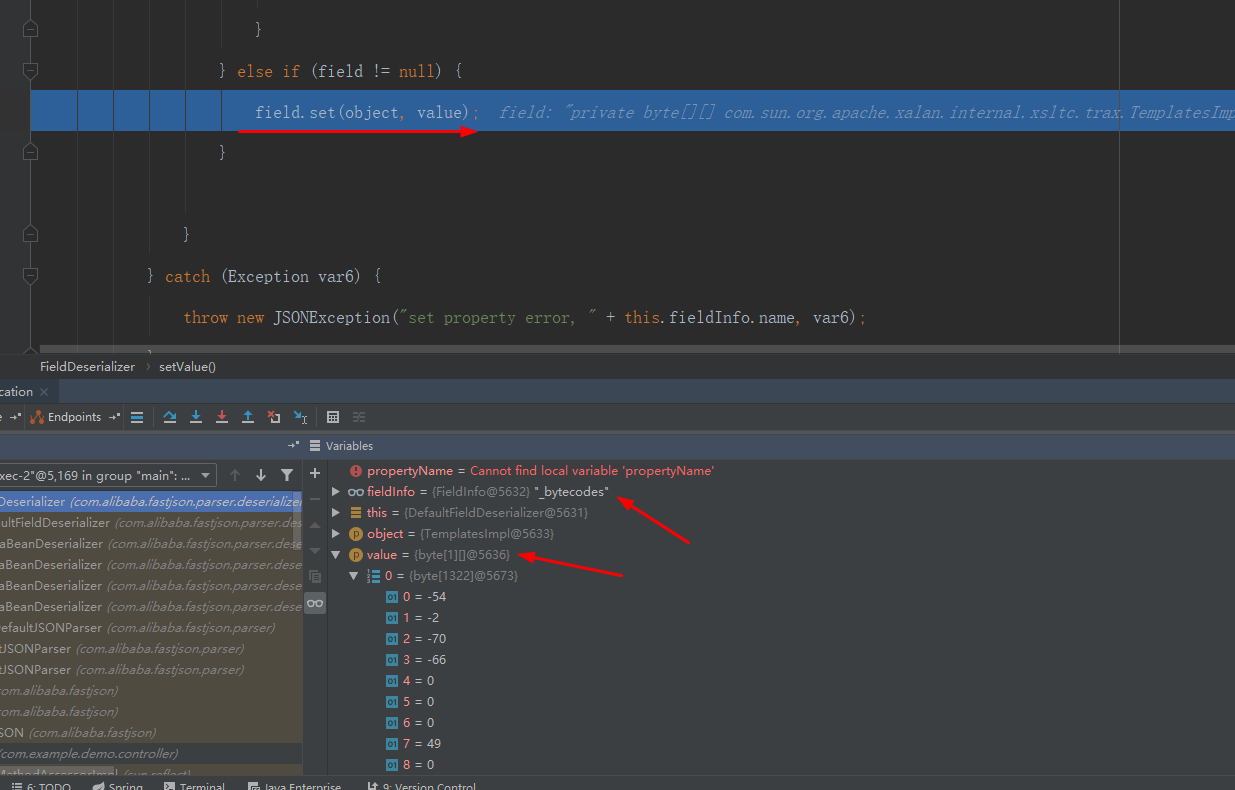 }
} else if (field != null) {
field.set(object, value); field: "private byte[][] com.sun.org.apache.xalan.internal.xsltc.trax.TemplatesImp
}
}
} catch (Exception var6) {
throw new JSONException("set property error, " + this.fieldInfo.name, var6);
FieldDeserializer › setValue()
cation ×
e Endpoints
Variables
xec-2"@5,169 in group "main": ...
propertyName = Cannot find local variable 'propertyName'
Deserializer (com.alibaba.fastjson.parser.deserializer
fieldInfo = {FieldInfo@5632} "_bytecodes"
aultFieldDeserializer (com.alibaba.fastjson.parser.des
this = {DefaultFieldDeserializer@5631}
aBeanDeserializer (com.alibaba.fastjson.parser.dese
object = {TemplatesImpl@5633}
aBeanDeserializer (com.alibaba.fastjson.parser.dese
value = {byte[1][]@5636}
aBeanDeserializer (com.alibaba.fastjson.parser.dese
0 = {byte[1322]@5673}
aBeanDeserializer (com.alibaba.fastjson.parser.dese
0 = -54
efaultJSONParser (com.alibaba.fastjson.parser)
1 = -2
tJSONParser (com.alibaba.fastjson.parser)
2 = -70
tJSONParser (com.alibaba.fastjson.parser)
3 = -66
com.alibaba.fastjson)
4 = 0
com.alibaba.fastjson)
5 = 0
SON (com.alibaba.fastjson)
6 = 0
(com.example.demo.controller)
7 = 49
MethodAccessorImpl (sun.reflect)
8 = 0
6: TODO Spring Terminal Java Enterprise 9: Version Control